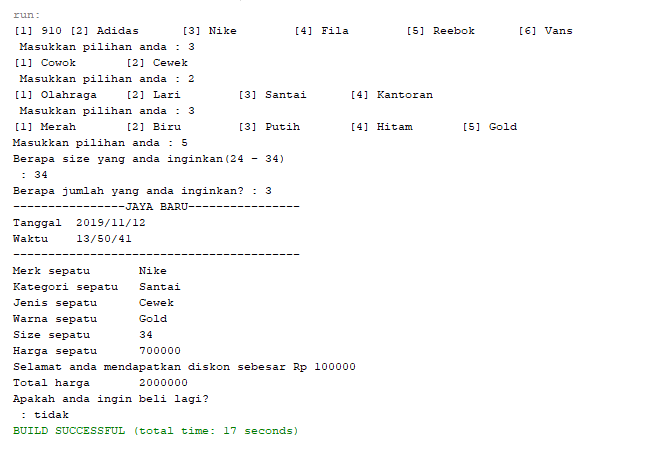 run:
[1] 910 [2] Adidas [3] Nike [4] Fila [5] Reebok [6] Vans
Masukkan pilihan anda : 3
[1] Cowok [2] Cewek
Masukkan pilihan anda : 2
[1] Olahraga [2] Lari [3] Santai [4] Kantoran
Masukkan pilihan anda : 3
[1] Merah [2] Biru [3] Putih [4] Hitam [5] Gold
Masukkan pilihan anda : 5
Berapa size yang anda inginkan(24 - 34)
: 34
Berapa jumlah yang anda inginkan? : 3
----------------JAYA BARU----------------
Tanggal 2019/11/12
Waktu 13/50/41
-----------------------------------------
Merk sepatu Nike
Kategori sepatu Santai
Jenis sepatu Cewek
Warna sepatu Gold
Size sepatu 34
Harga sepatu 700000
Selamat anda mendapatkan diskon sebesar Rp 100000
Total harga 2000000
Apakah anda ingin beli lagi?
: tidak
BUILD SUCCESSFUL (total time: 17 seconds)